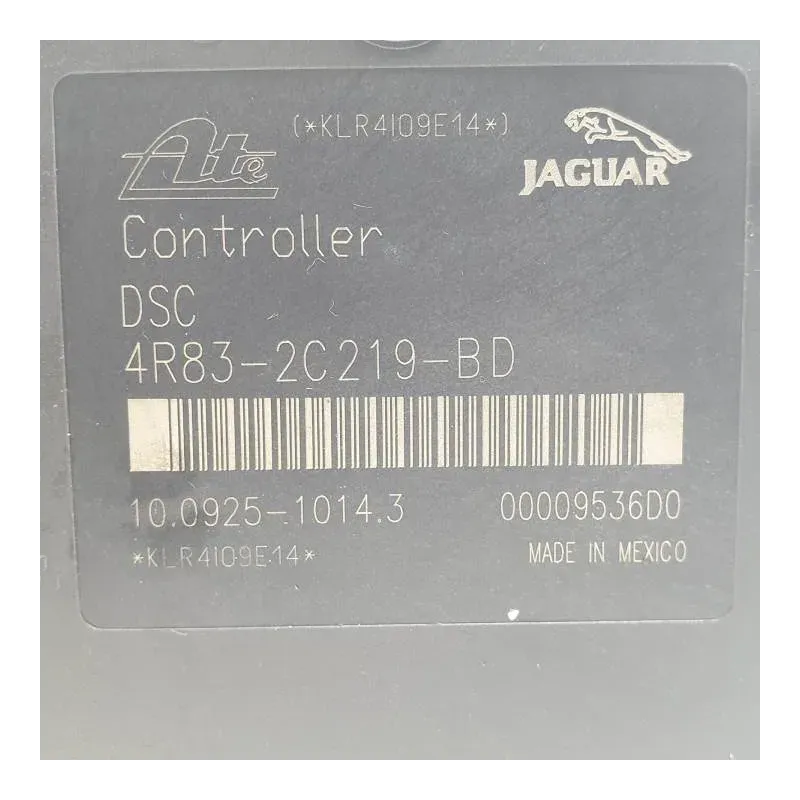 (*KLR4I09E14*)
Ate
JAGUAR
Controller
DSC
4R83-2C219-BD
10.0925-1014.3 00009536D0
*KLR4I09E14* MADE IN MEXICO